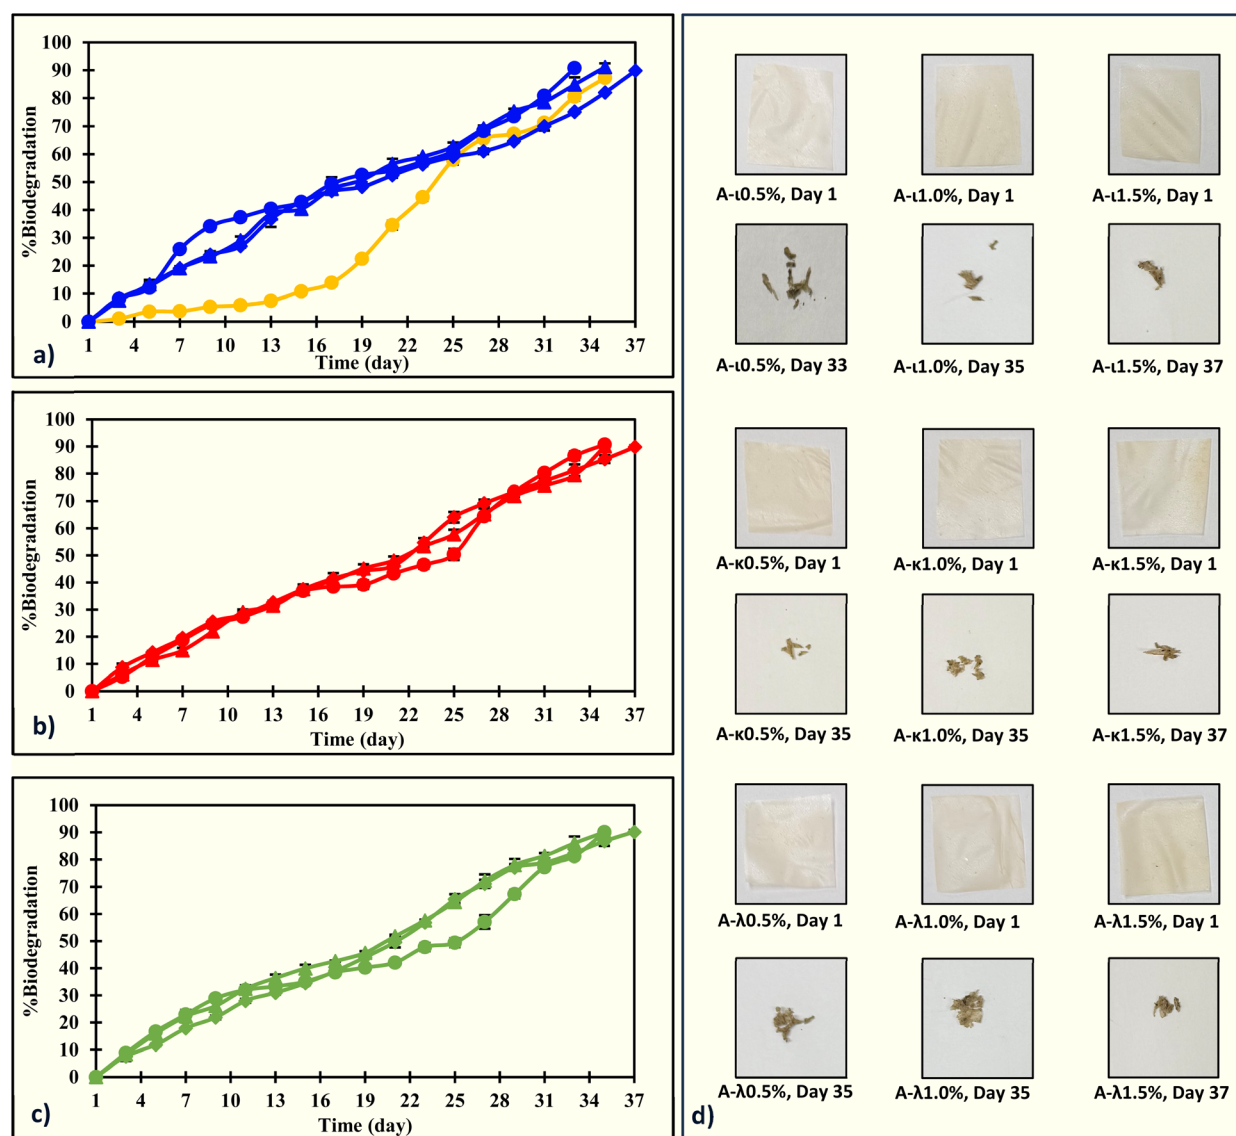 100
90
80
70
60
50
40
30
20
10
0
%Biodegradation
1 4 7 10 13 16 19 22 25 28 31 34 37
Time (day)
a)
100
90
80
70
60
50
40
30
20
10
0
%Biodegradation
1 4 7 10 13 16 19 22 25 28 31 34 37
Time (day)
b)
100
90
80
70
60
50
40
30
20
10
0
%Biodegradation
1 4 7 10 13 16 19 22 25 28 31 34 37
Time (day)
c)
A-ι0.5%, Day 1 A-ι1.0%, Day 1 A-ι1.5%, Day 1
A-ι0.5%, Day 33 A-ι1.0%, Day 35 A-ι1.5%, Day 37
A-κ0.5%, Day 1 A-κ1.0%, Day 1 A-κ1.5%, Day 1
A-κ0.5%, Day 35 A-κ1.0%, Day 35 A-κ1.5%, Day 37
A-λ0.5%, Day 1 A-λ1.0%, Day 1 A-λ1.5%, Day 1
A-λ0.5%, Day 35 A-λ1.0%, Day 35 A-λ1.5%, Day 37
d)